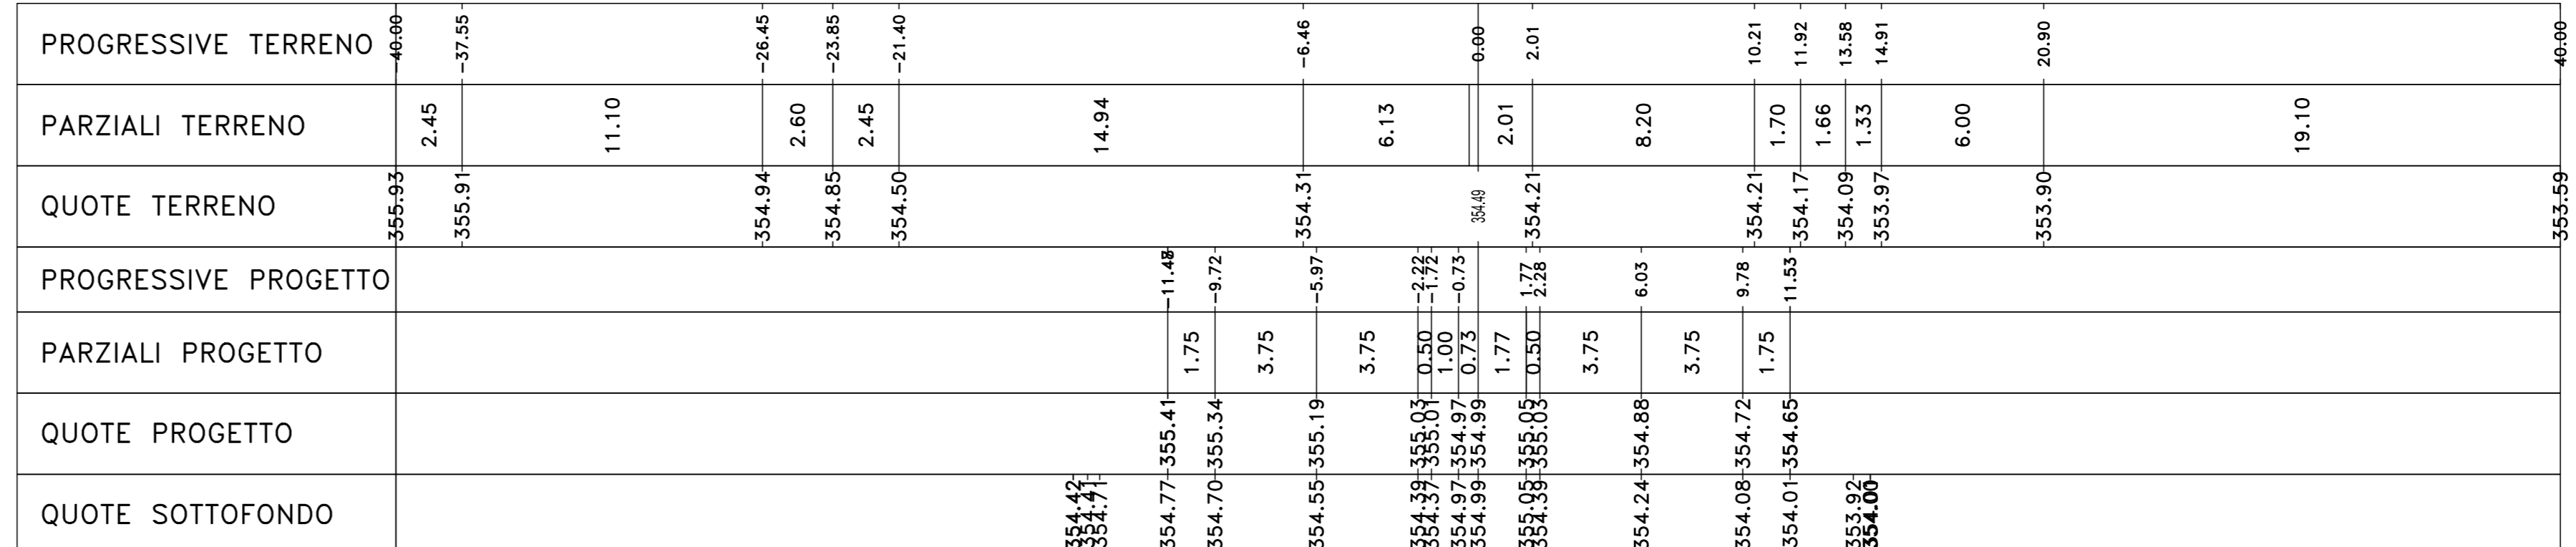 PROGRESSIVE TERRENO -40.00 -37.55 -26.45 -23.85 -21.40 -6.46 0.00 2.01 10.21 11.92 13.58 14.91 20.90 40.00
PARZIALI TERRENO 2.45 11.10 2.60 2.45 14.94 6.13 2.01 8.20 1.70 1.66 1.33 6.00 19.10
QUOTE TERRENO 355.93 355.91 354.94 354.85 354.50 354.31 354.49 354.21 354.21 354.17 354.09 353.97 353.90 353.59
PROGRESSIVE PROGETTO -9.72 -5.97 -2.22 -1.72 -0.73 1.77 2.28 6.03 9.78 11.53
PARZIALI PROGETTO 1.75 3.75 3.75 0.50 1.00 0.73 1.77 0.50 3.75 3.75 1.75
QUOTE PROGETTO 355.41 355.34 355.19 355.03 355.01 354.97 354.99 355.05 355.03 354.88 354.72 354.65
QUOTE SOTTOFONDO 354.42 354.41 354.71 354.77 354.70 354.55 354.39 354.37 354.97 354.99 355.05 354.39 354.24 354.08 354.01 353.92 354.00